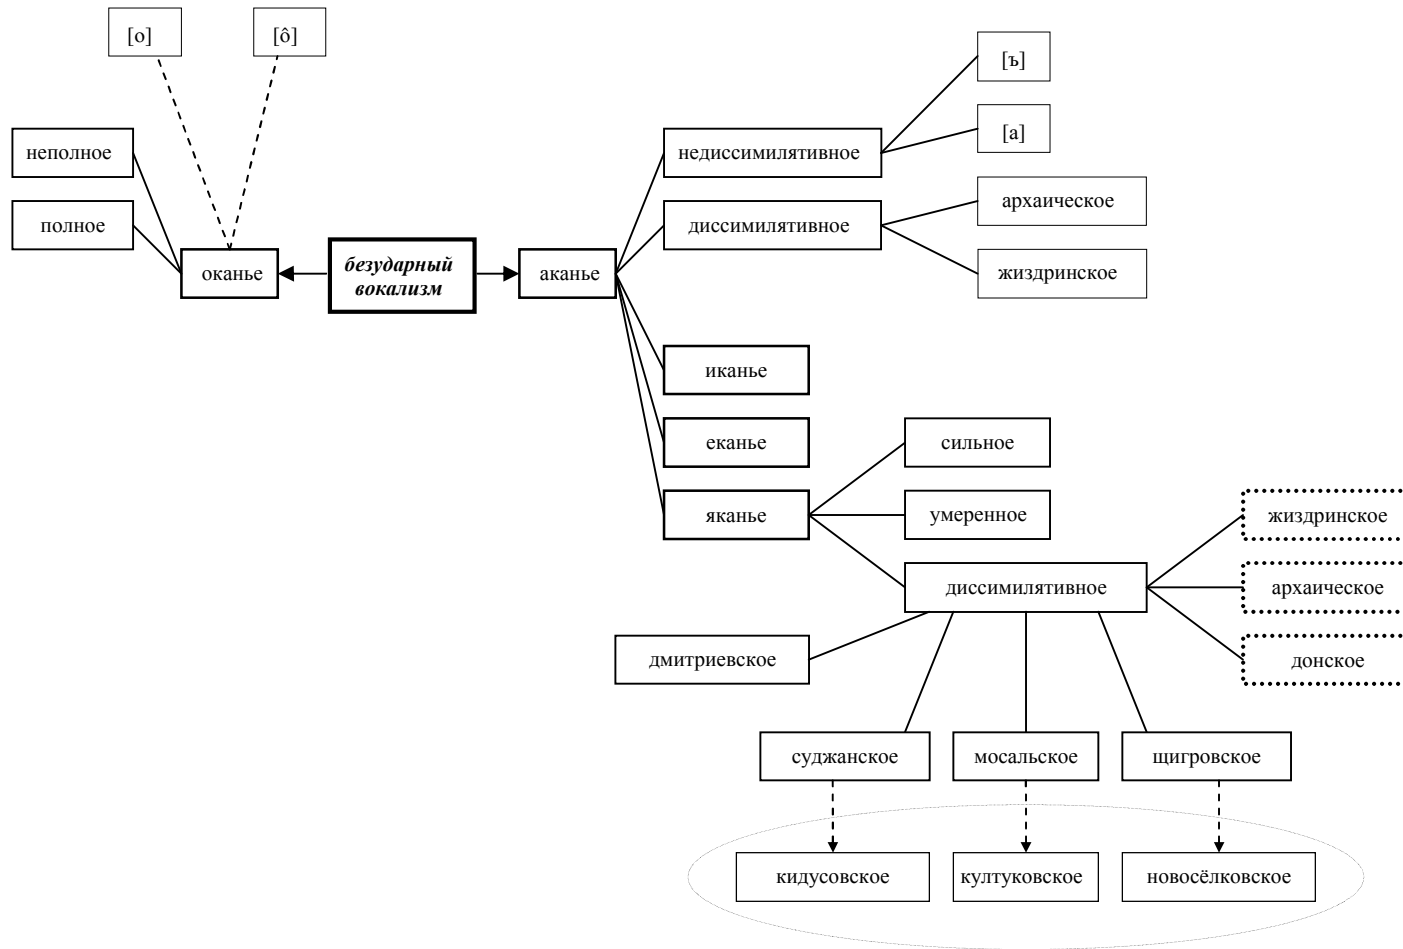 [о]
[ô]
[ъ]
[а]
неполное
недиссимилятивное
архаическое
полное
диссимилятивное
оканье
безударный
вокализм
аканье
жиздринское
иканье
еканье
сильное
яканье
умеренное
жиздринское
диссимилятивное
архаическое
дмитриевское
донское
суджанское
мосальское
щигровское
кидусовское
култуковское
новосёлковское